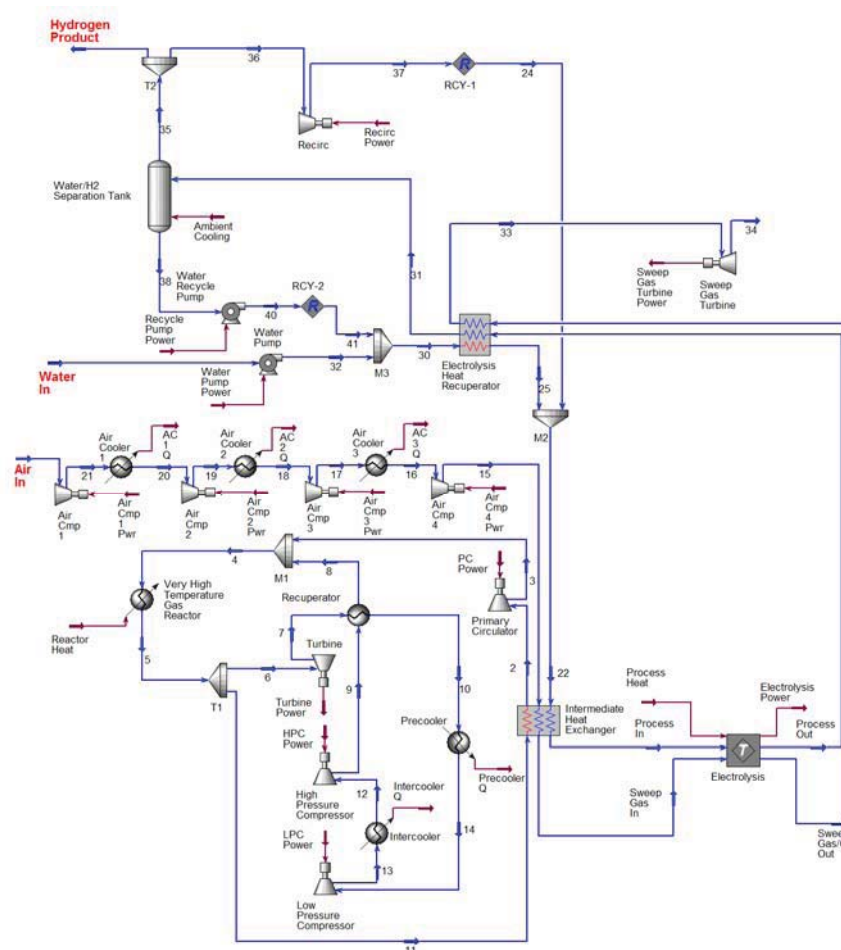 Hydrogen
Product
T2
36
37
RCY-1
24
Recirc
Recirc
Power
35
Water/H2
Separation Tank
Ambient
Cooling
38
Water
Recycle
Pump
Recycle
Pump
Power
40
RCY-2
41
Water
Pump
Water
Pump
Power
32
Water
In
M3
30
31
33
34
Sweep
Gas
Turbine
Power
Sweep
Gas
Turbine
Electrolysis
Heat
Recuperator
25
M2
Air
In
Air
Cmp
1
Air
Cmp
1
Pwr
21
Air
Cooler
1
AC
1
Q
20
Air
Cmp
2
Air
Cmp
2
Pwr
19
Air
Cooler
2
AC
2
Q
18
Air
Cmp
3
Air
Cmp
3
Pwr
17
Air
Cooler
3
AC
3
Q
16
Air
Cmp
4
Air
Cmp
4
Pwr
15
4
M1
8
3
PC
Power
Primary
Circulator
Very High
Temperature
Gas
Reactor
Reactor
Heat
5
T1
6
7
Recuperator
Turbine
Turbine
Power
9
10
2
22
HPC
Power
High
Pressure
Compressor
12
Intercooler
Q
Intercooler
13
LPC
Power
Low
Pressure
Compressor
Precooler
Precooler
Q
14
Intermediate
Heat
Exchanger
Process
Heat
Process
In
Electrolysis
Power
Process
Out
Electrolysis
Sweep
Gas
In
Sweep
Out
11